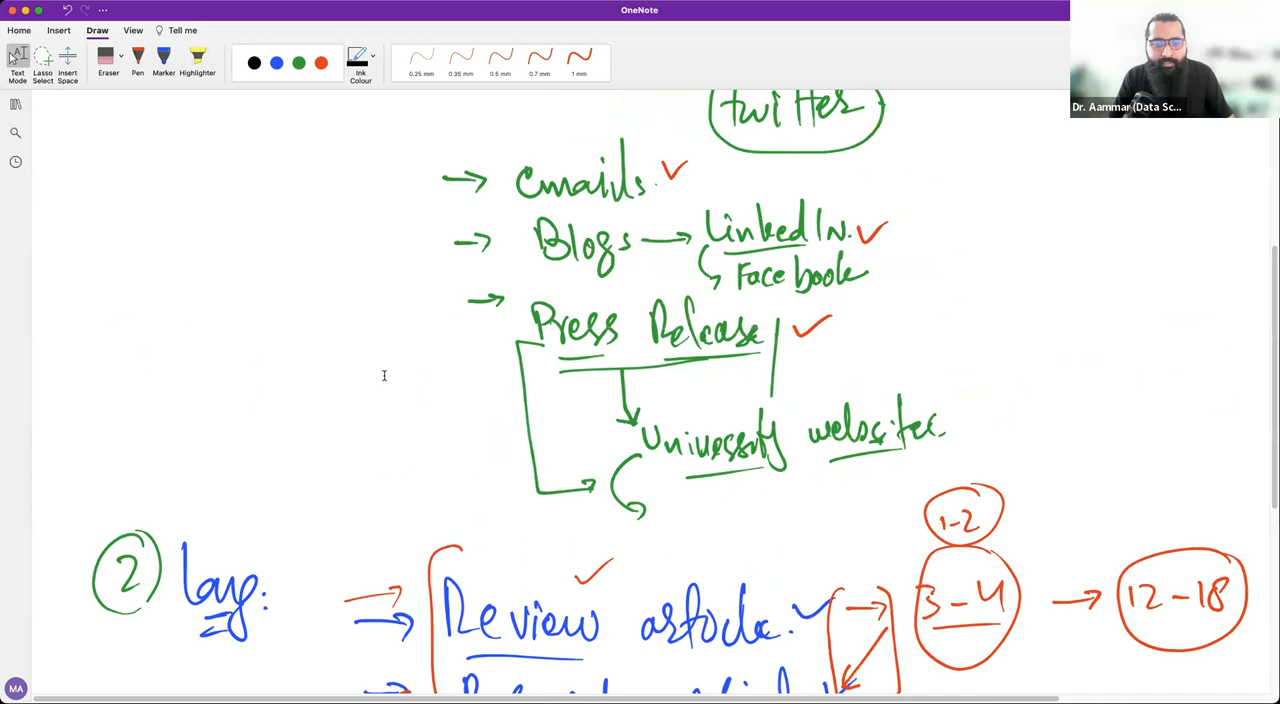 OneNote
Home Insert Draw View Tell me
Text Mode
Lasso Select
Insert Space
Eraser
Pen
Marker
Highlighter
Ink Colour
0.25 mm
0.35 mm
0.5 mm
0.7 mm
1 mm
Dr. Aammar (Data Sc...
twitter
→ Emails. ✓
→ Blogs → LinkedIn. ✓
Facebook
→ Press Release ✓
University websites.
1-2
2 Long: → Review article. ✓ → 3-4 → 12-18
MA